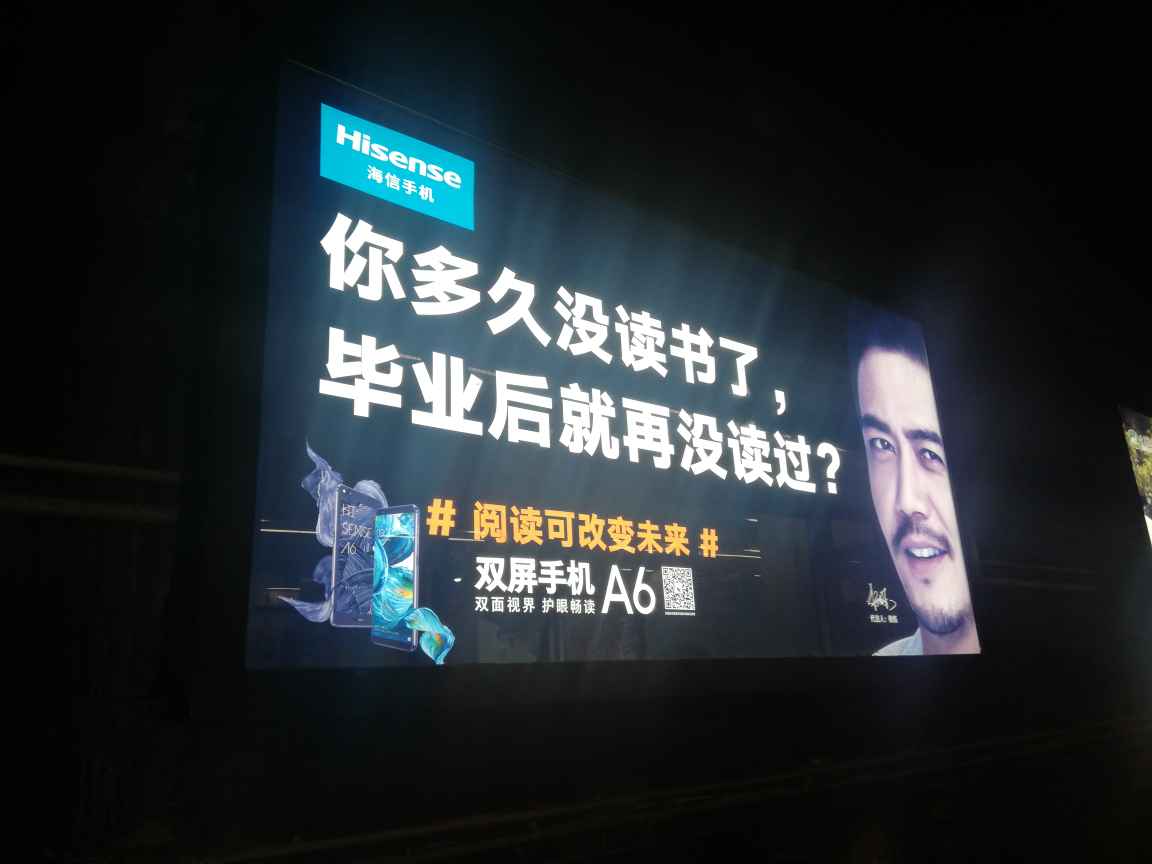 Hisense
海信手机
你多久没读书了，
毕业后就再没读过？
# 阅读可改变未来 #
双屏手机 A6
双面视界 护眼畅读
SENSE
A6